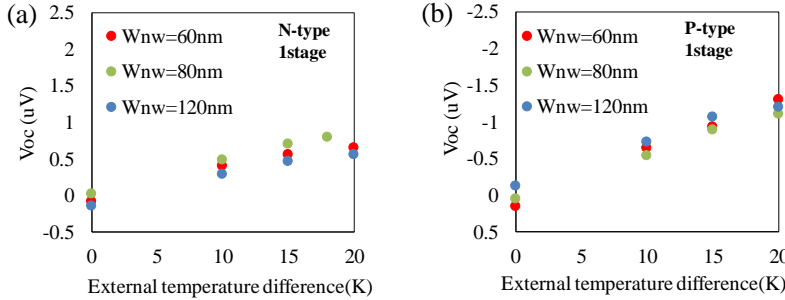 (a)
2.5
2
1.5
1
0.5
0
-0.5
Voc (uV)
Wnw=60nm
Wnw=80nm
Wnw=120nm
N-type
1stage
0
10
15
20
External temperature difference(K)
(b)
-2.5
-2
-1.5
-1
-0.5
0
0.5
Voc (uV)
Wnw=60nm
Wnw=80nm
Wnw=120nm
P-type
1stage
0
10
15
20
External temperature difference(K)